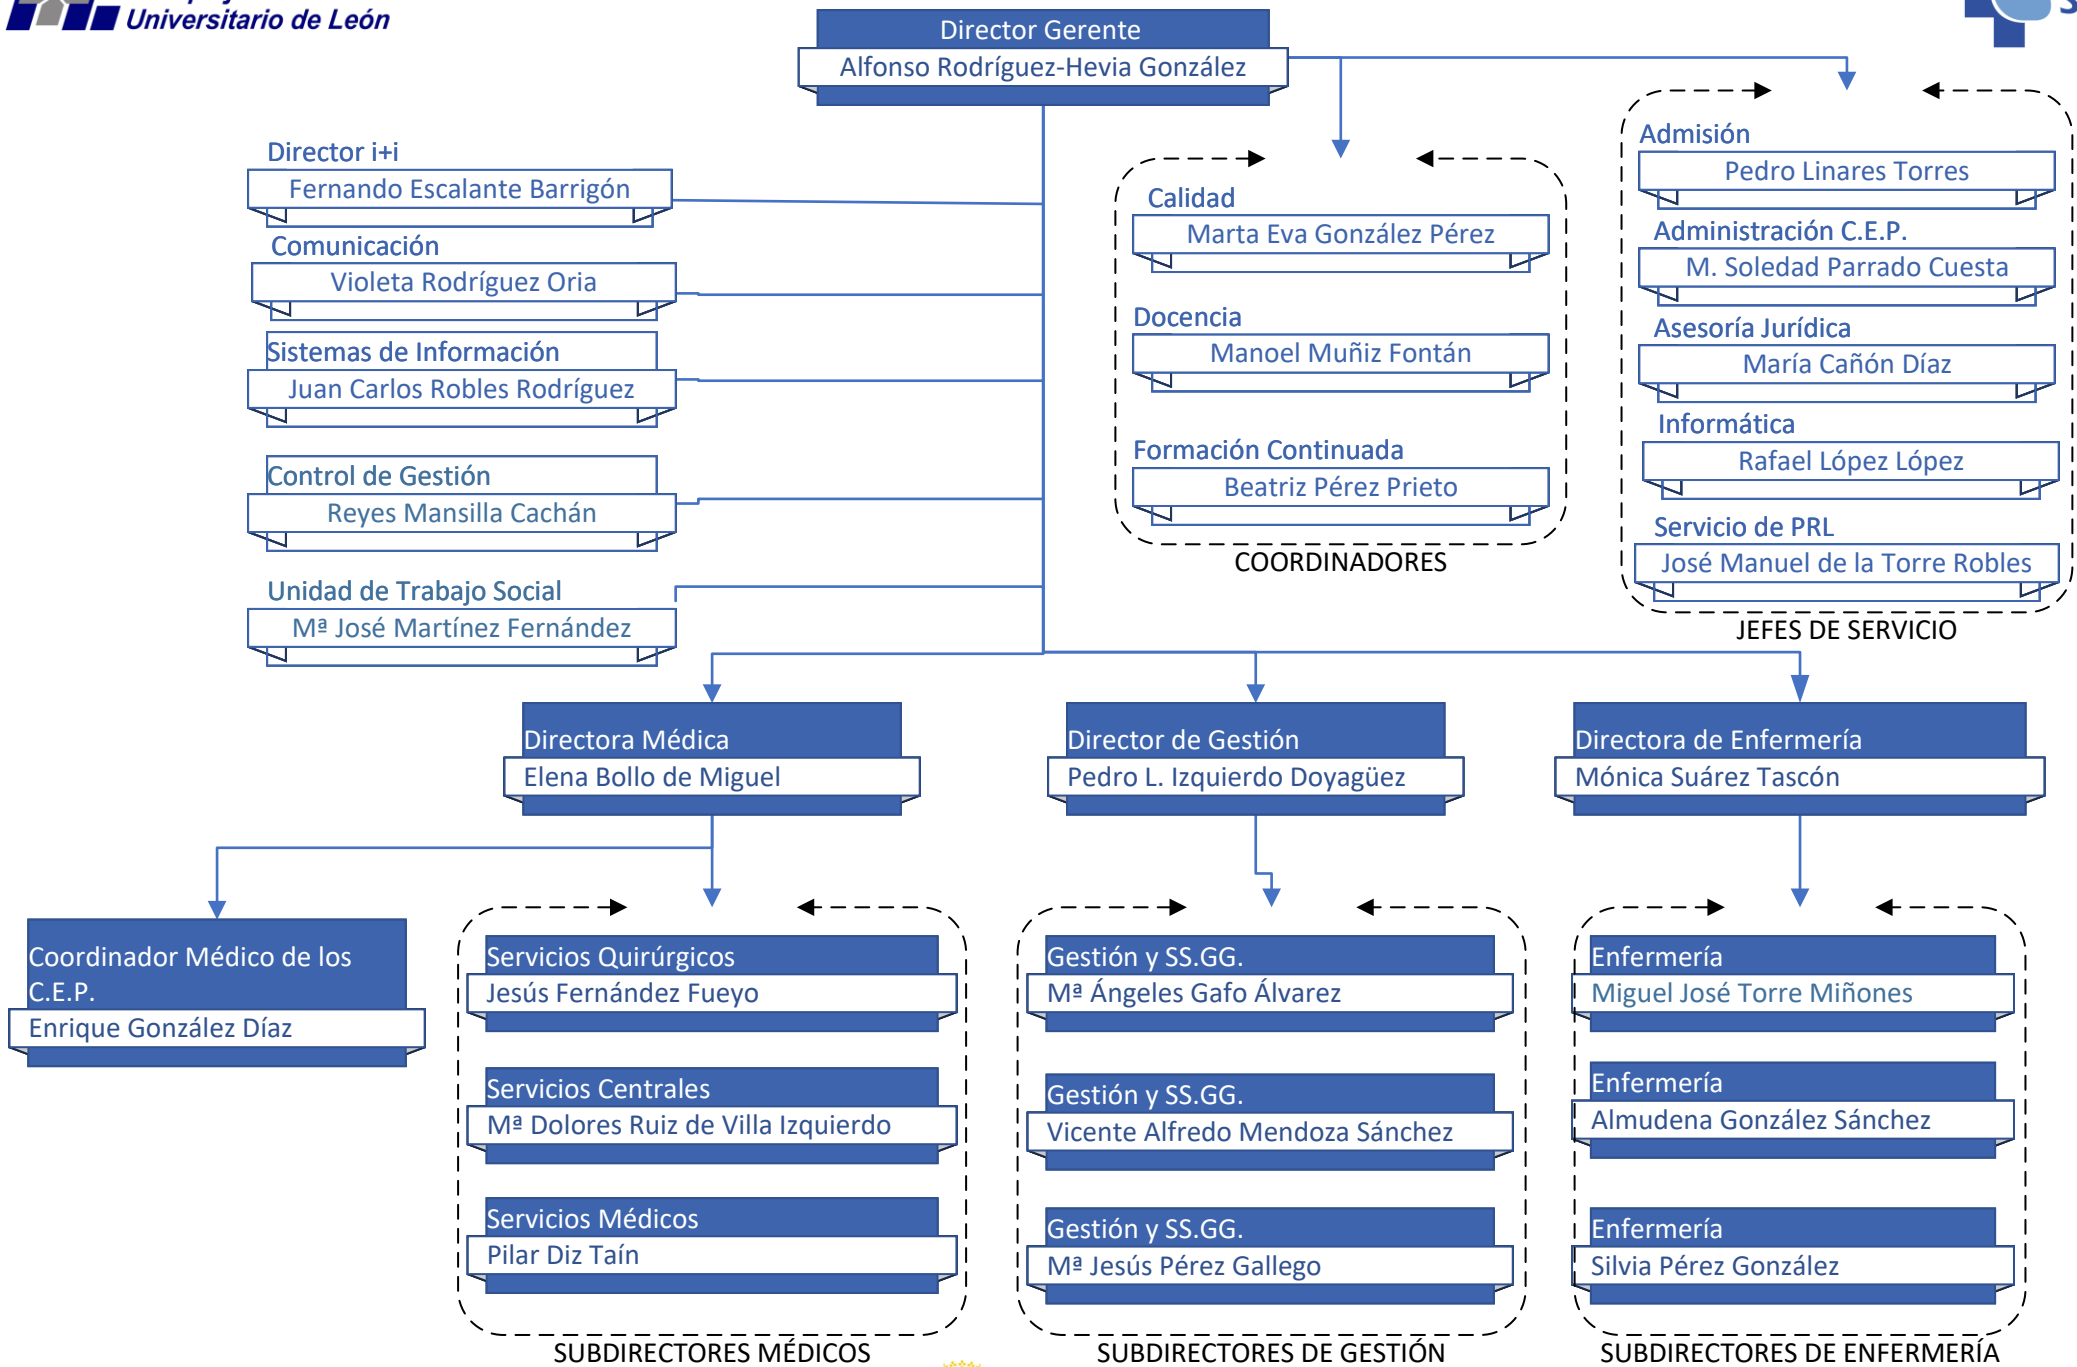 Universitario de León
Director Gerente
Alfonso Rodríguez-Hevia González
Director i+i
Fernando Escalante Barrigón
Comunicación
Violeta Rodríguez Oria
Sistemas de Información
Juan Carlos Robles Rodríguez
Control de Gestión
Reyes Mansilla Cachán
Unidad de Trabajo Social
Mª José Martínez Fernández
Calidad
Marta Eva González Pérez
Docencia
Manoel Muñiz Fontán
Formación Continuada
Beatriz Pérez Prieto
COORDINADORES
Admisión
Pedro Linares Torres
Administración C.E.P.
M. Soledad Parrado Cuesta
Asesoría Jurídica
María Cañón Díaz
Informática
Rafael López López
Servicio de PRL
José Manuel de la Torre Robles
JEFES DE SERVICIO
Directora Médica
Elena Bollo de Miguel
Director de Gestión
Pedro L. Izquierdo Doyagüez
Directora de Enfermería
Mónica Suárez Tascón
Coordinador Médico de los
C.E.P.
Enrique González Díaz
Servicios Quirúrgicos
Jesús Fernández Fueyo
Servicios Centrales
Mª Dolores Ruiz de Villa Izquierdo
Servicios Médicos
Pilar Diz Taín
SUBDIRECTORES MÉDICOS
Gestión y SS.GG.
Mª Ángeles Gafo Álvarez
Gestión y SS.GG.
Vicente Alfredo Mendoza Sánchez
Gestión y SS.GG.
Mª Jesús Pérez Gallego
SUBDIRECTORES DE GESTIÓN
Enfermería
Miguel José Torre Miñones
Enfermería
Almudena González Sánchez
Enfermería
Silvia Pérez González
SUBDIRECTORES DE ENFERMERÍA